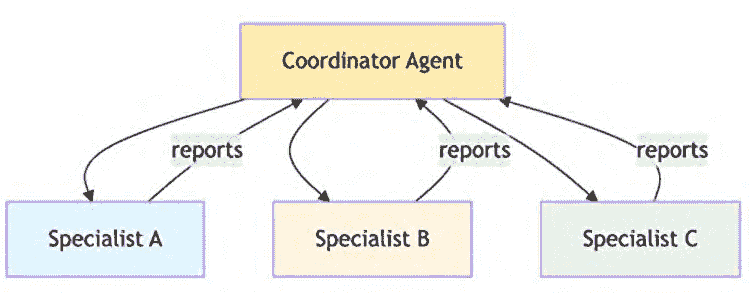 Coordinator Agent
reports
reports
reports
Specialist A
Specialist B
Specialist C